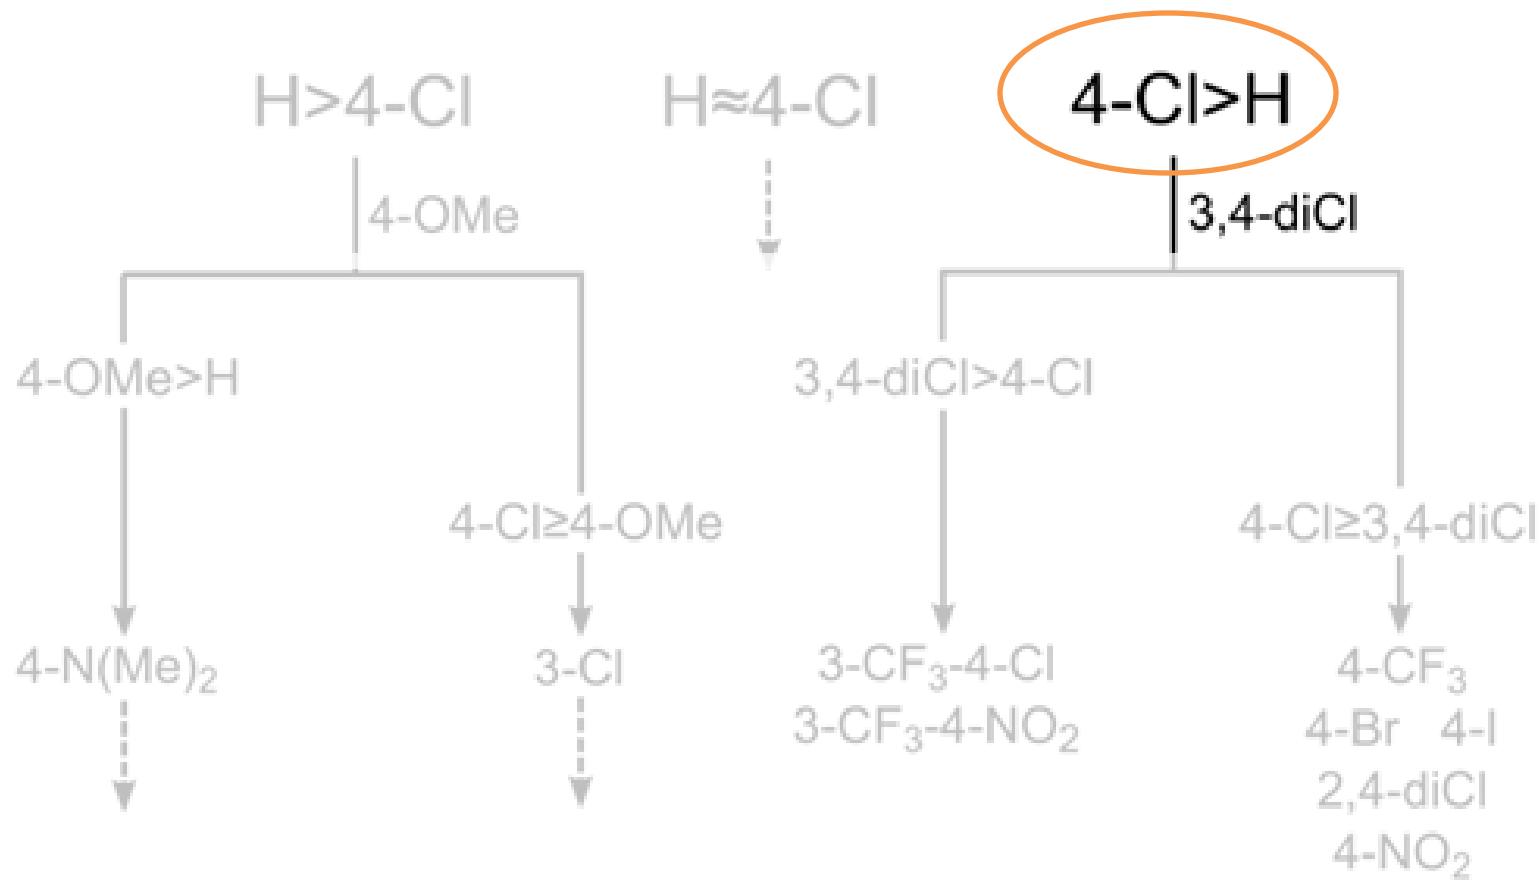 H>4-Cl
H≈4-Cl
4-Cl>H
4-OMe
3,4-diCl
4-OMe>H
3,4-diCl>4-Cl
4-Cl≥4-OMe
4-Cl≥3,4-diCl
4-N(Me)₂
3-Cl
3-CF₃-4-Cl
4-CF₃
3-CF₃-4-NO₂
4-Br 4-I
2,4-diCl
4-NO₂